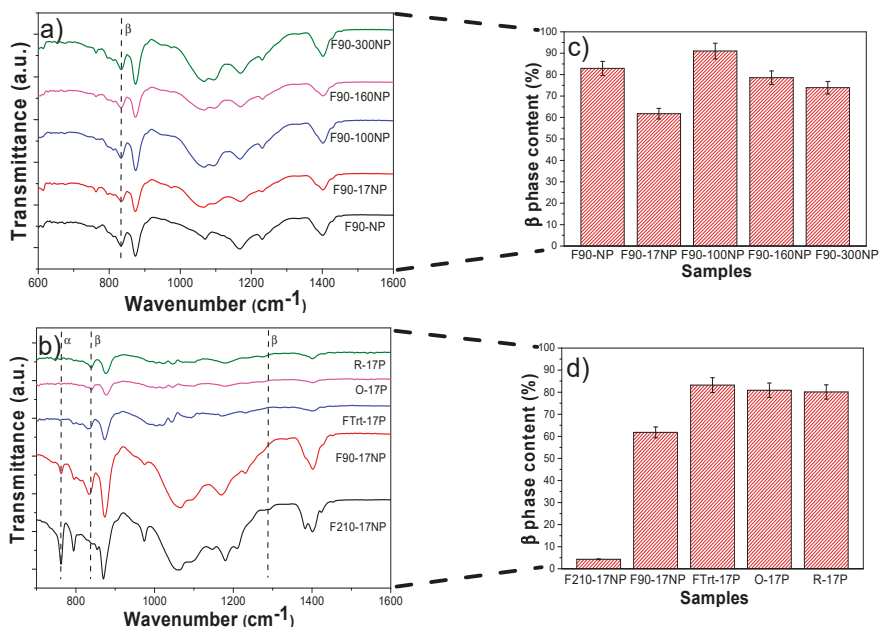 a)
β
F90-300NP
F90-160NP
F90-100NP
F90-17NP
F90-NP
Transmittance (a.u.)
600 800 1000 1200 1400 1600
Wavenumber (cm-1)
c)
100
90
80
70
60
50
40
30
20
10
0
β phase content (%)
F90-NP F90-17NP F90-100NP F90-160NP F90-300NP
Samples
b)
α β β
R-17P
O-17P
FTrt-17P
F90-17NP
F210-17NP
Transmittance (a.u.)
800 1000 1200 1400 1600
Wavenumber (cm-1)
d)
100
90
80
70
60
50
40
30
20
10
0
β phase content (%)
F210-17NP F90-17NP FTrt-17P O-17P R-17P
Samples